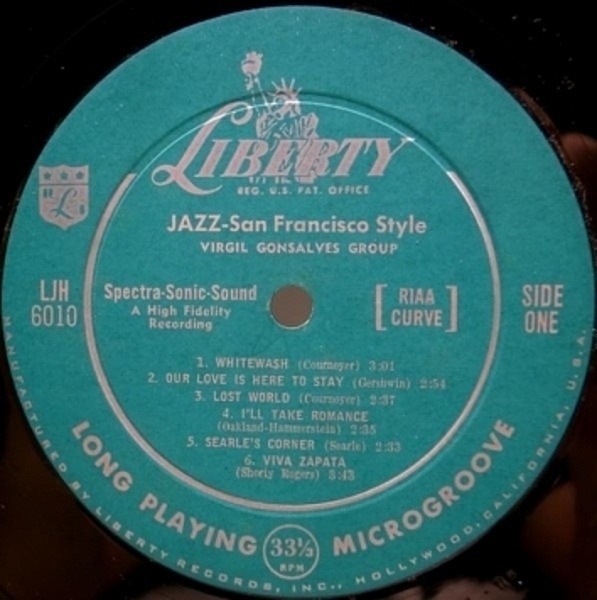 LIBERTY
REG. U.S. PAT. OFFICE
JAZZ-San Francisco Style
VIRGIL GONSALVES GROUP
L
LJH
6010
Spectra-Sonic-Sound
A High Fidelity
Recording
[RIAA
CURVE]
SIDE
ONE
1. WHITEWASH (Cournoyer) 3:01
2. OUR LOVE IS HERE TO STAY (Gershwin) 2:54
3. LOST WORLD (Cournoyer) 2:37
4. I'LL TAKE ROMANCE
(Oakland-Hammerstein) 2:35
5. SEARLE'S CORNER (Searle) 2:33
6. VIVA ZAPATA
(Shorty Rogers) 3:43
LONG PLAYING 33⅓ RPM MICROGROOVE
MANUFACTURED BY LIBERTY RECORDS, INC., HOLLYWOOD, CALIFORNIA, U.S.A.